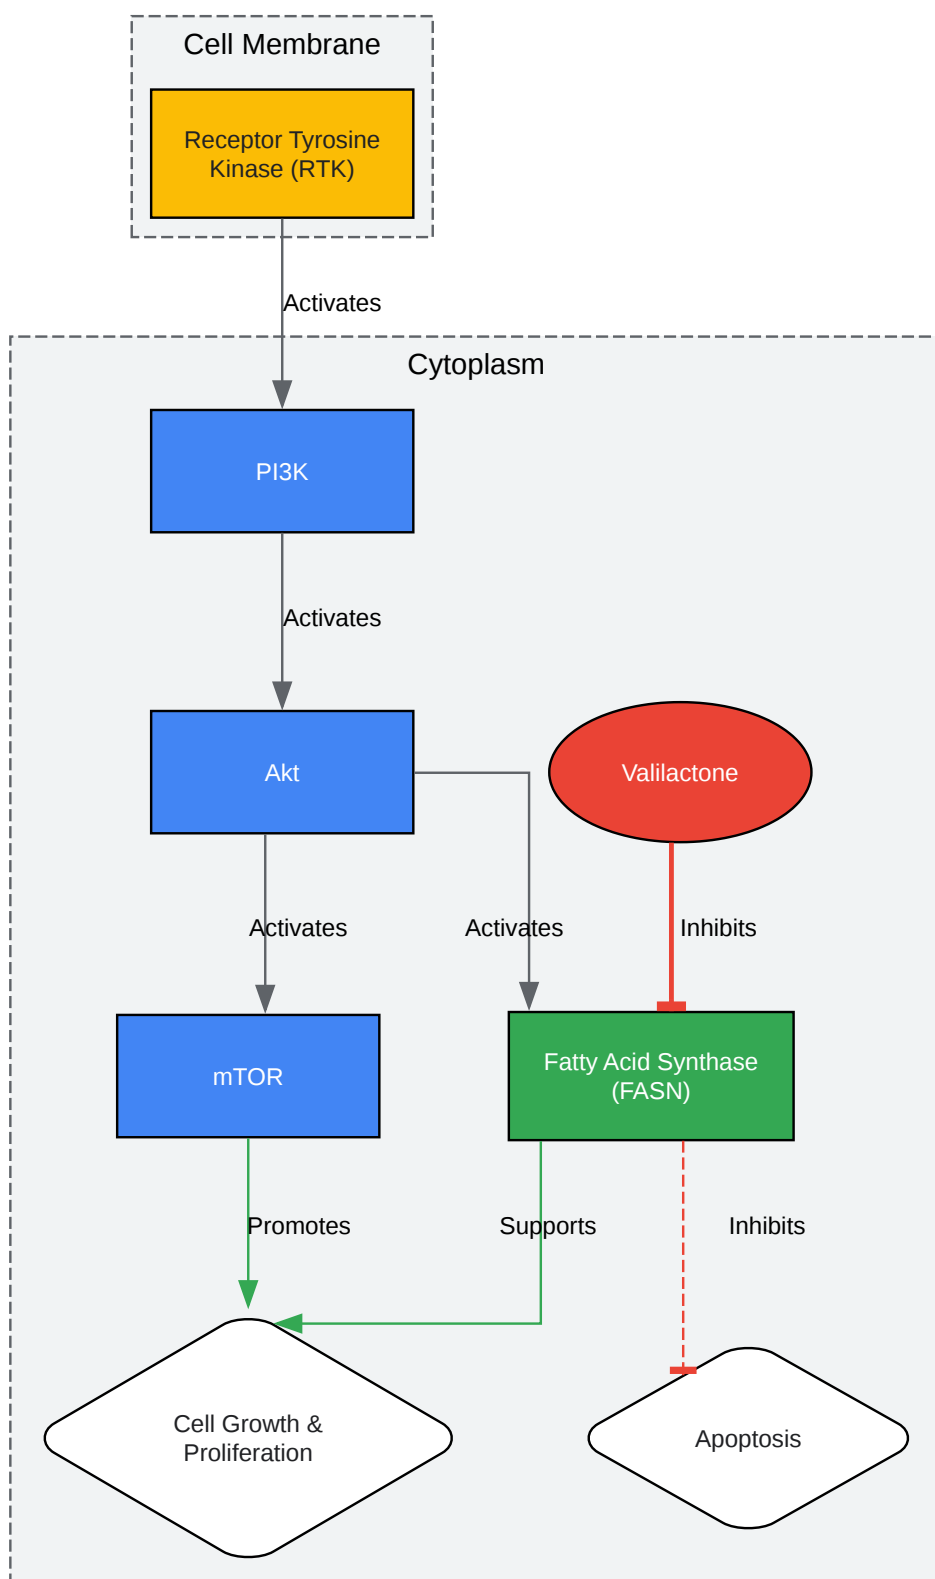 Cell Membrane
Receptor Tyrosine
Kinase (RTK)
Activates
Cytoplasm
PI3K
Activates
Akt
Valilactone
Activates
Activates
Inhibits
mTOR
Fatty Acid Synthase
(FASN)
Promotes
Supports
Inhibits
Cell Growth &
Proliferation
Apoptosis